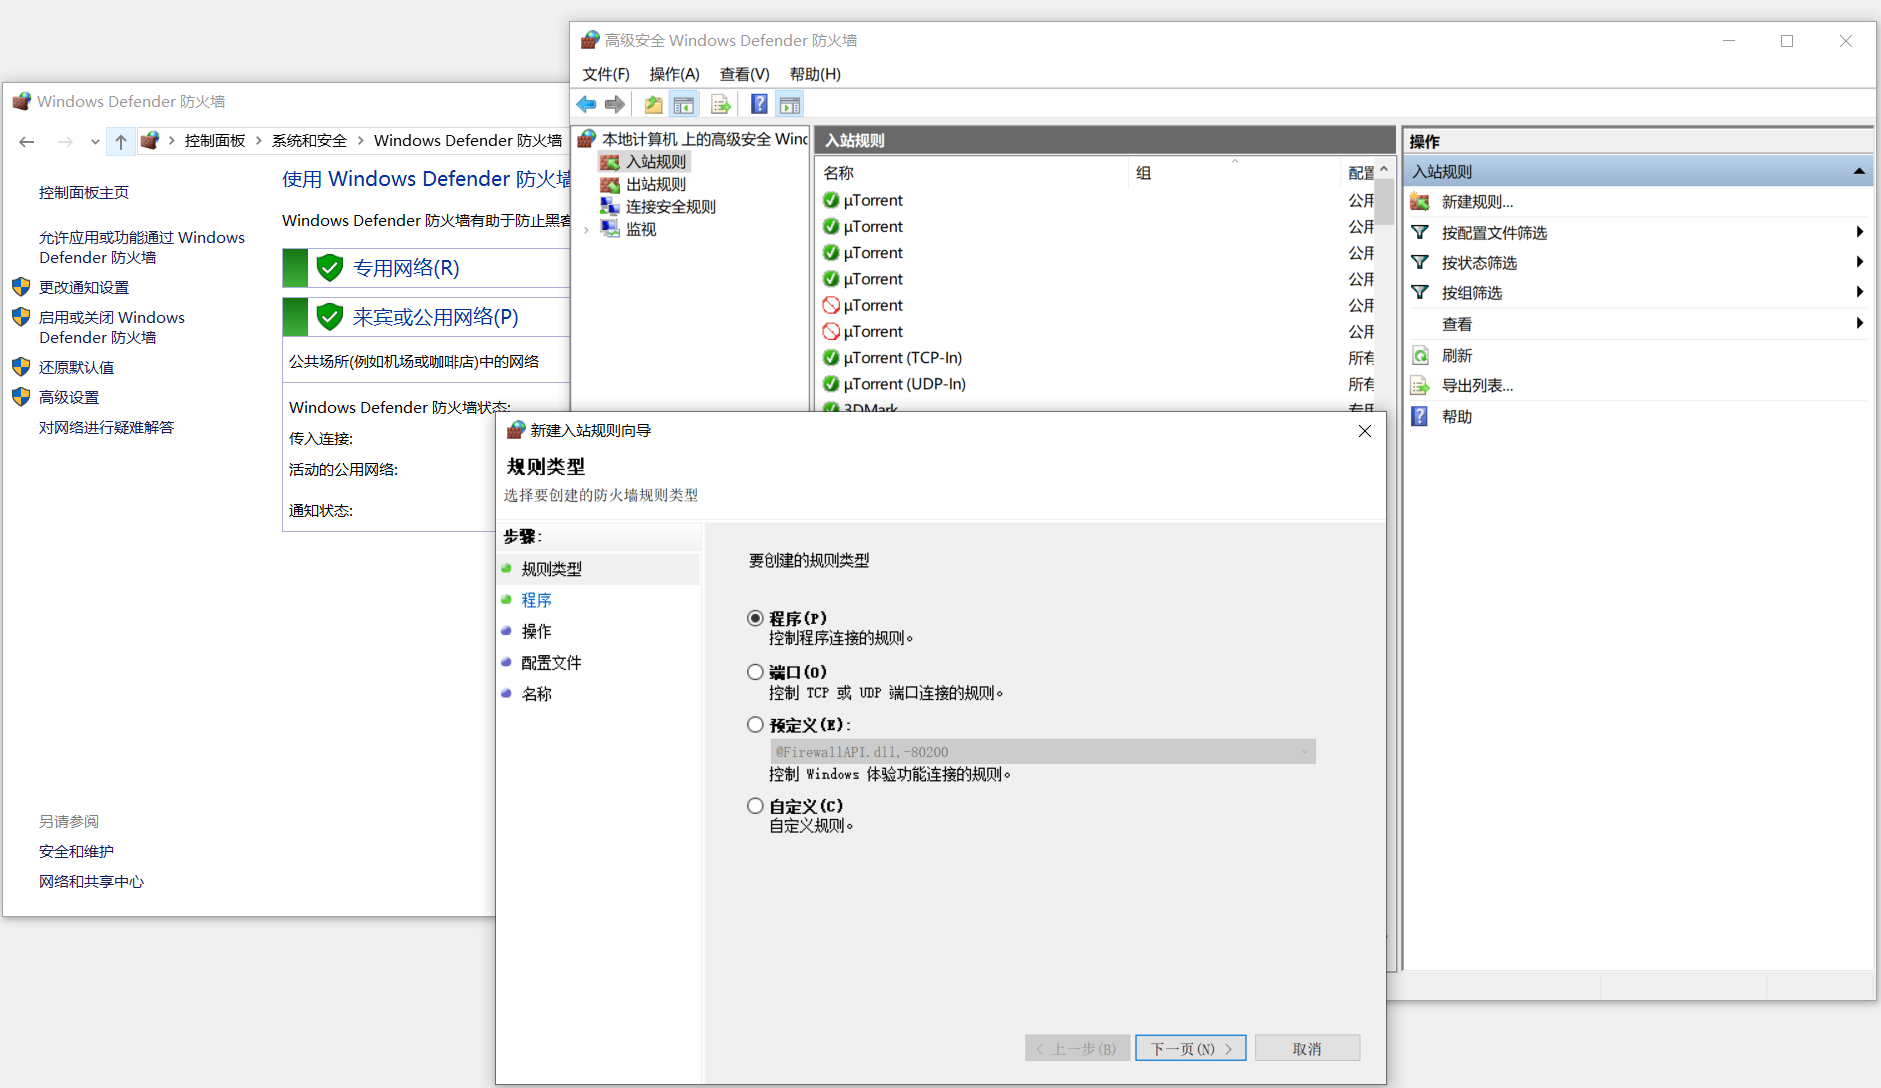 Windows Defender 防火墙
控制面板 系统和安全 Windows Defender 防火墙
控制面板主页
允许应用或功能通过 Windows
Defender 防火墙
更改通知设置
启用或关闭 Windows
Defender 防火墙
还原默认值
高级设置
对网络进行疑难解答
另请参阅
安全和维护
网络和共享中心
使用 Windows Defender 防火墙
Windows Defender 防火墙有助于防止黑客
专用网络(R)
来宾或公用网络(P)
公共场所(例如机场或咖啡店)中的网络
Windows Defender 防火墙状态:
传入连接:
活动的公用网络:
通知状态:
高级安全 Windows Defender 防火墙
文件(F) 操作(A) 查看(V) 帮助(H)
本地计算机 上的高级安全 Winc
入站规则
出站规则
连接安全规则
监视
入站规则
名称 组 配置
µTorrent 公用
µTorrent 公用
µTorrent 公用
µTorrent 公用
µTorrent 公用
µTorrent 公用
µTorrent (TCP-In) 所有
µTorrent (UDP-In) 所有
3DMark 专用
操作
入站规则
新建规则...
按配置文件筛选
按状态筛选
按组筛选
查看
刷新
导出列表...
帮助
新建入站规则向导
规则类型
选择要创建的防火墙规则类型
步骤:
规则类型
程序
操作
配置文件
名称
要创建的规则类型
程序(P)
控制程序连接的规则。
端口(O)
控制 TCP 或 UDP 端口连接的规则。
预定义(E):
@FirewallAPI.dll,-80200
控制 Windows 体验功能连接的规则。
自定义(C)
自定义规则。
< 上一步(B) 下一页(N) > 取消